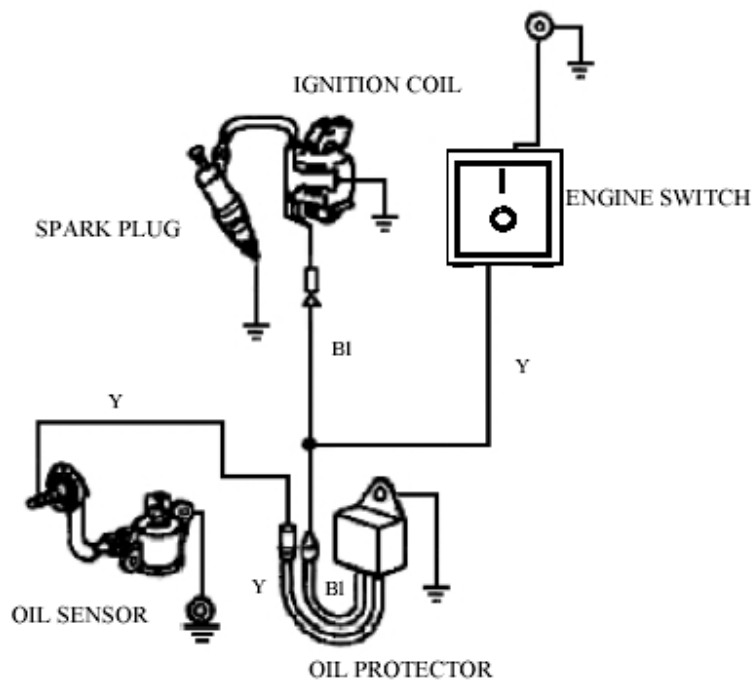 IGNITION COIL
ENGINE SWITCH
SPARK PLUG
Bl
Y
Y
Y
Bl
OIL SENSOR
OIL PROTECTOR